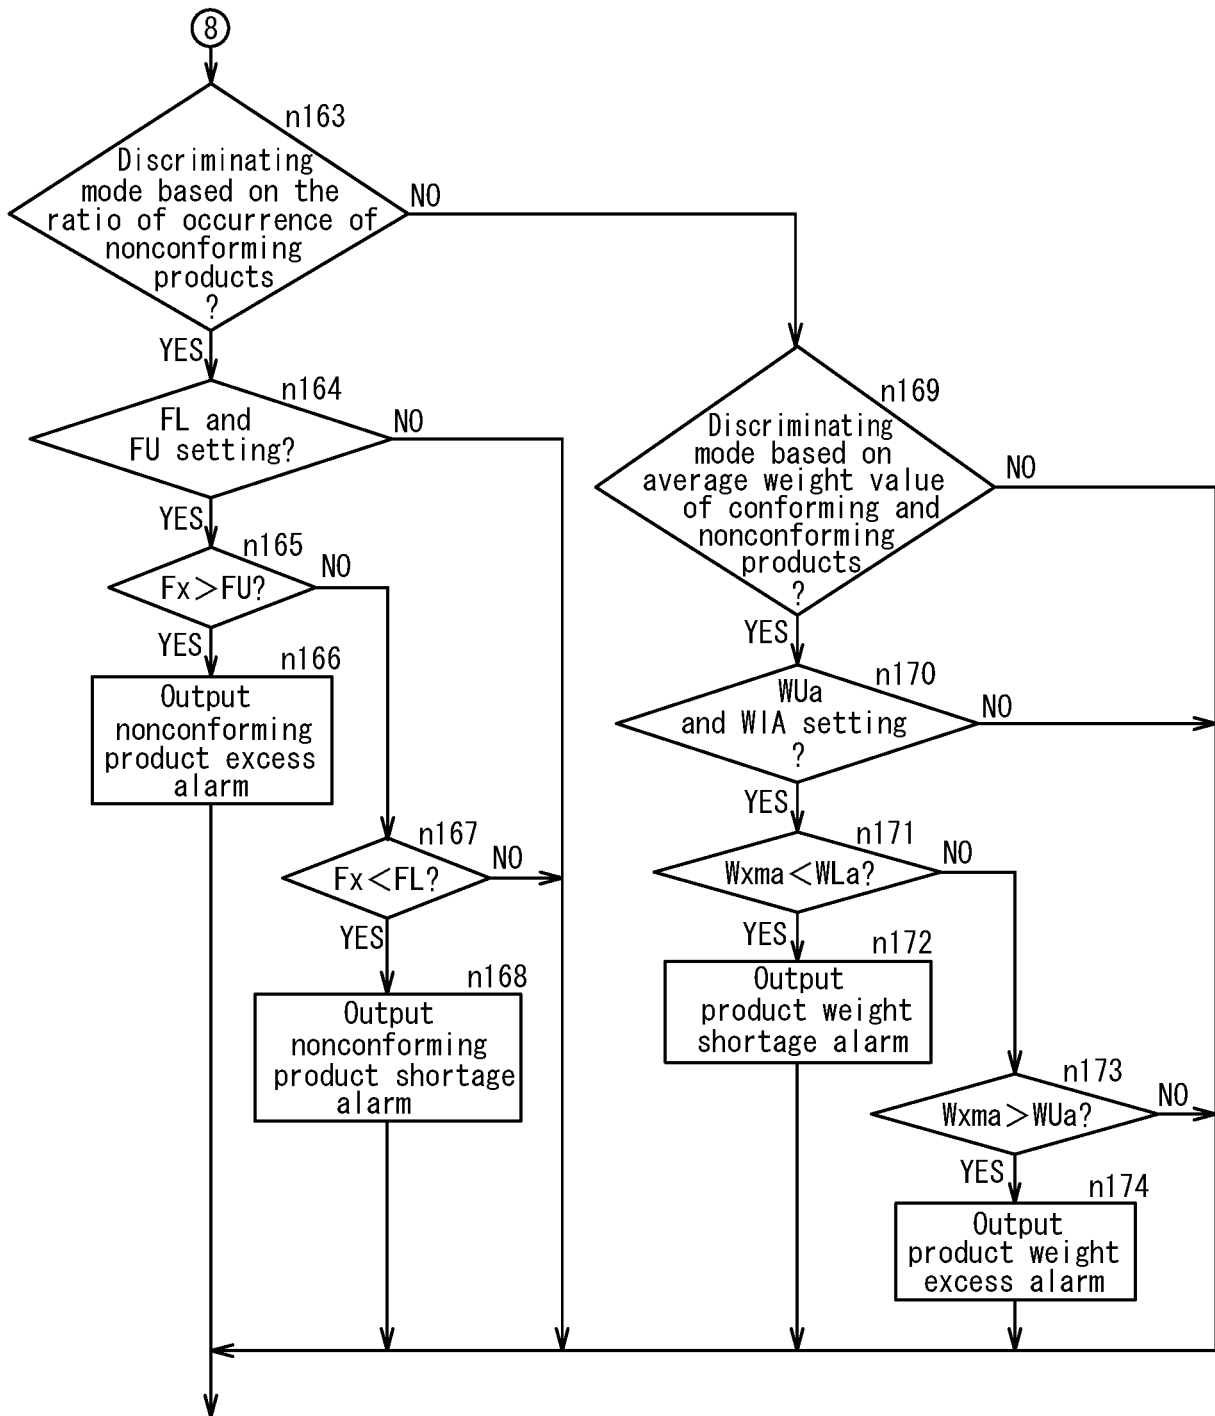 8
n163
Discriminating
mode based on the
ratio of occurrence of
nonconforming
products
?
NO
YES
n164
FL and
FU setting?
NO
YES
n165
Fx>FU?
NO
YES
n166
Output
nonconforming
product excess
alarm
n167
Fx<FL?
NO
YES
n168
Output
nonconforming
product shortage
alarm
n169
Discriminating
mode based on
average weight value
of conforming and
nonconforming
products
?
NO
YES
n170
WUa
and WIA setting
?
NO
YES
n171
Wxma<WLa?
NO
YES
n172
Output
product weight
shortage alarm
n173
Wxma>WUa?
NO
YES
n174
Output
product weight
excess alarm